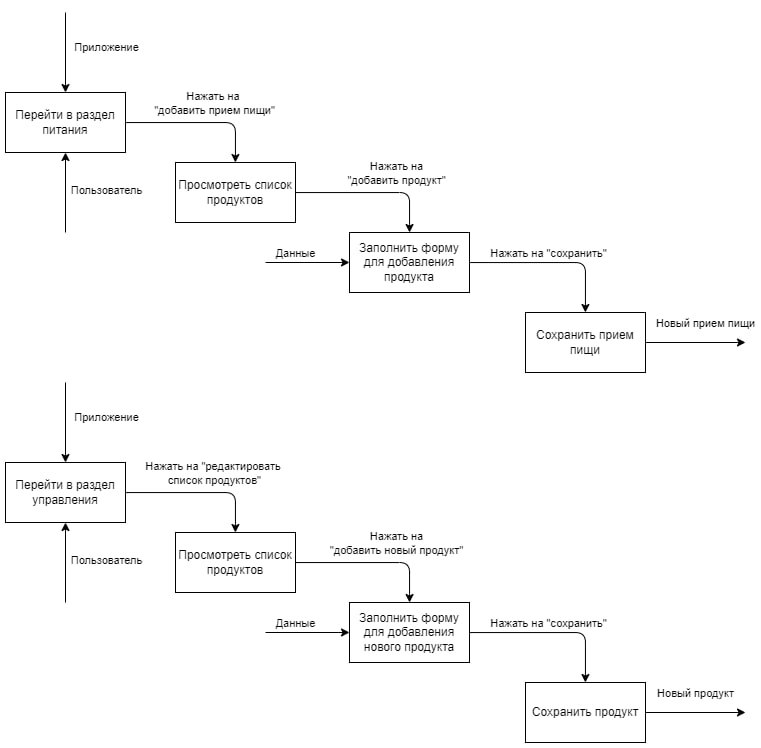 Приложение
Перейти в раздел
питания
Нажать на
"добавить прием пищи"
Пользователь
Просмотреть список
продуктов
Нажать на
"добавить продукт"
Данные
Заполнить форму
для добавления
продукта
Нажать на "сохранить"
Сохранить прием
пищи
Новый прием пищи
Приложение
Перейти в раздел
управления
Нажать на "редактировать
список продуктов"
Пользователь
Просмотреть список
продуктов
Нажать на
"добавить новый продукт"
Данные
Заполнить форму
для добавления
нового продукта
Нажать на "сохранить"
Сохранить продукт
Новый продукт